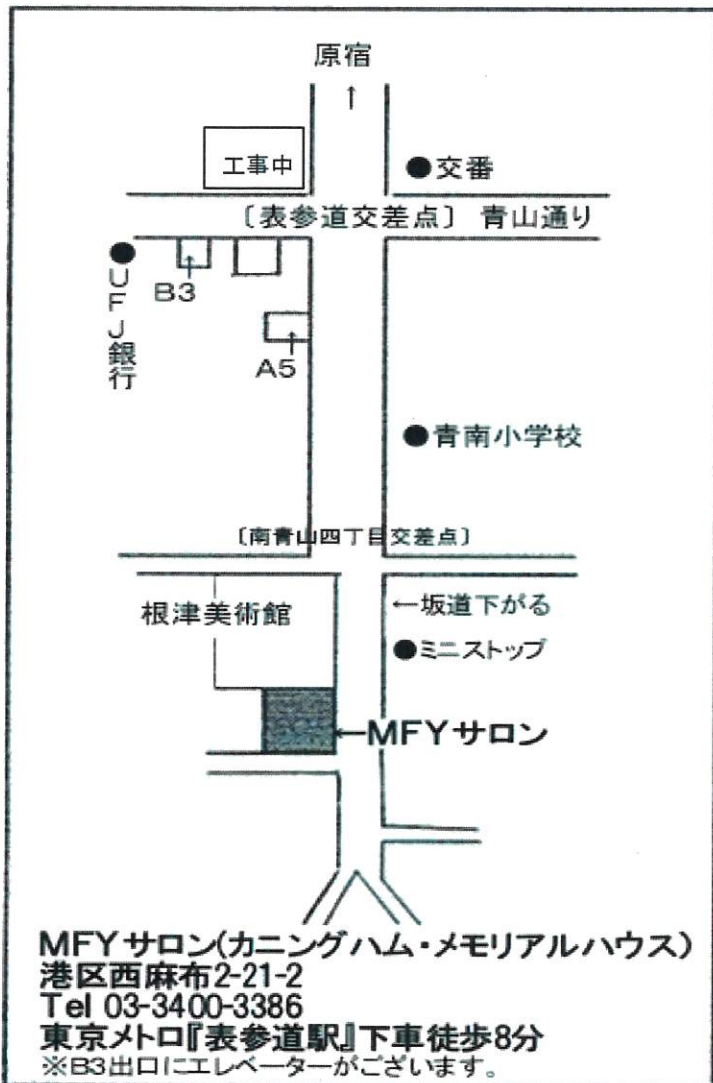 原宿
↑
工事中
●交番
〔表参道交差点〕 青山通り
●UFJ銀行
B3
A5
●青南小学校
〔南青山四丁目交差点〕
根津美術館
←坂道下がる
●ミニストップ
←MFYサロン
MFYサロン(カニングハム・メモリアルハウス)
港区西麻布2-21-2
Tel 03-3400-3386
東京メトロ『表参道駅』下車徒歩8分
※B3出口にエレベーターがございます。